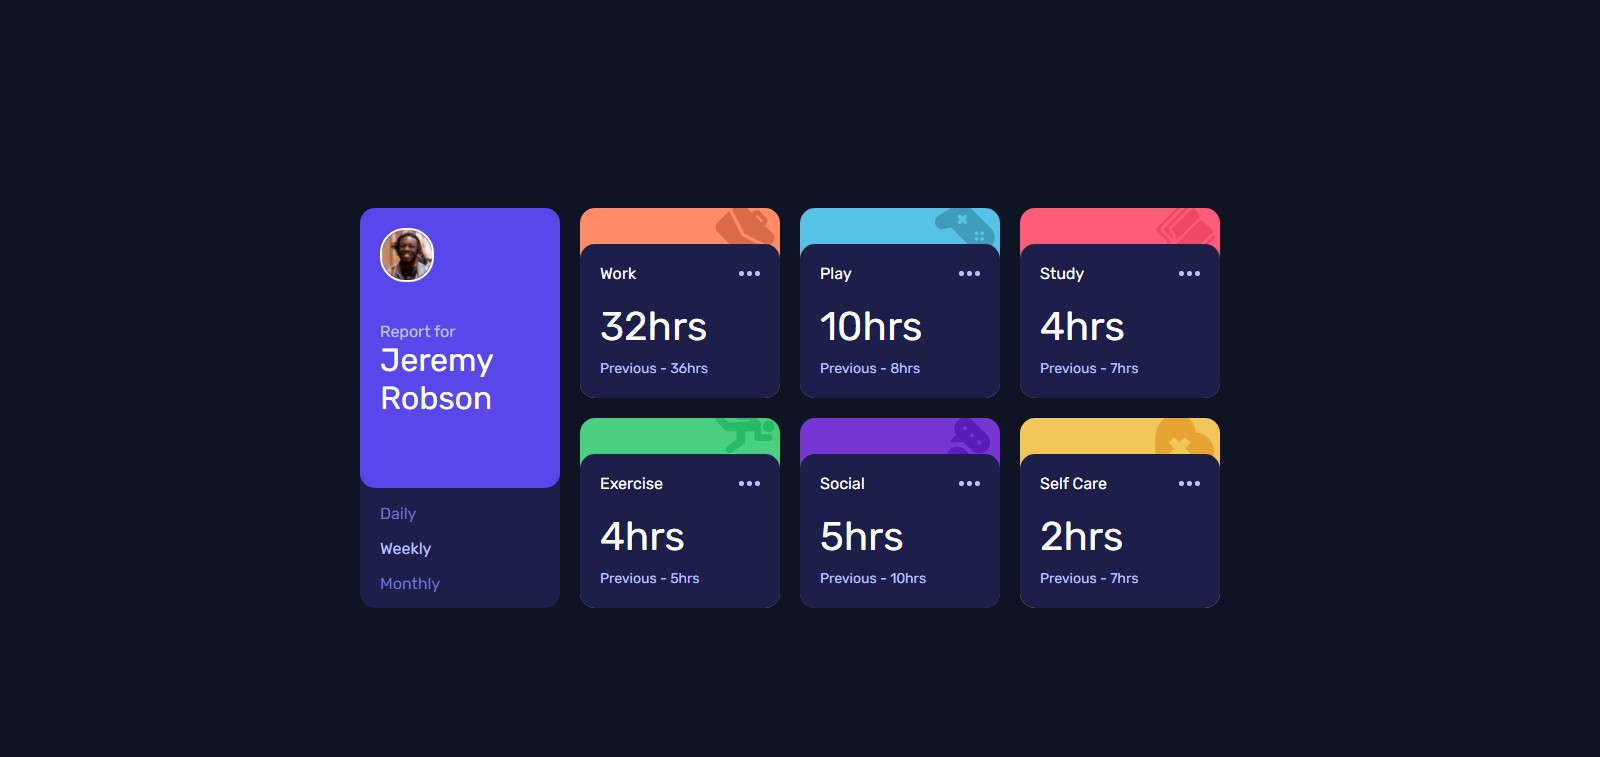 Report for
Jeremy
Robson
Daily
Weekly
Monthly
Work
32hrs
Previous - 36hrs
Play
10hrs
Previous - 8hrs
Study
4hrs
Previous - 7hrs
Exercise
4hrs
Previous - 5hrs
Social
5hrs
Previous - 10hrs
Self Care
2hrs
Previous - 7hrs